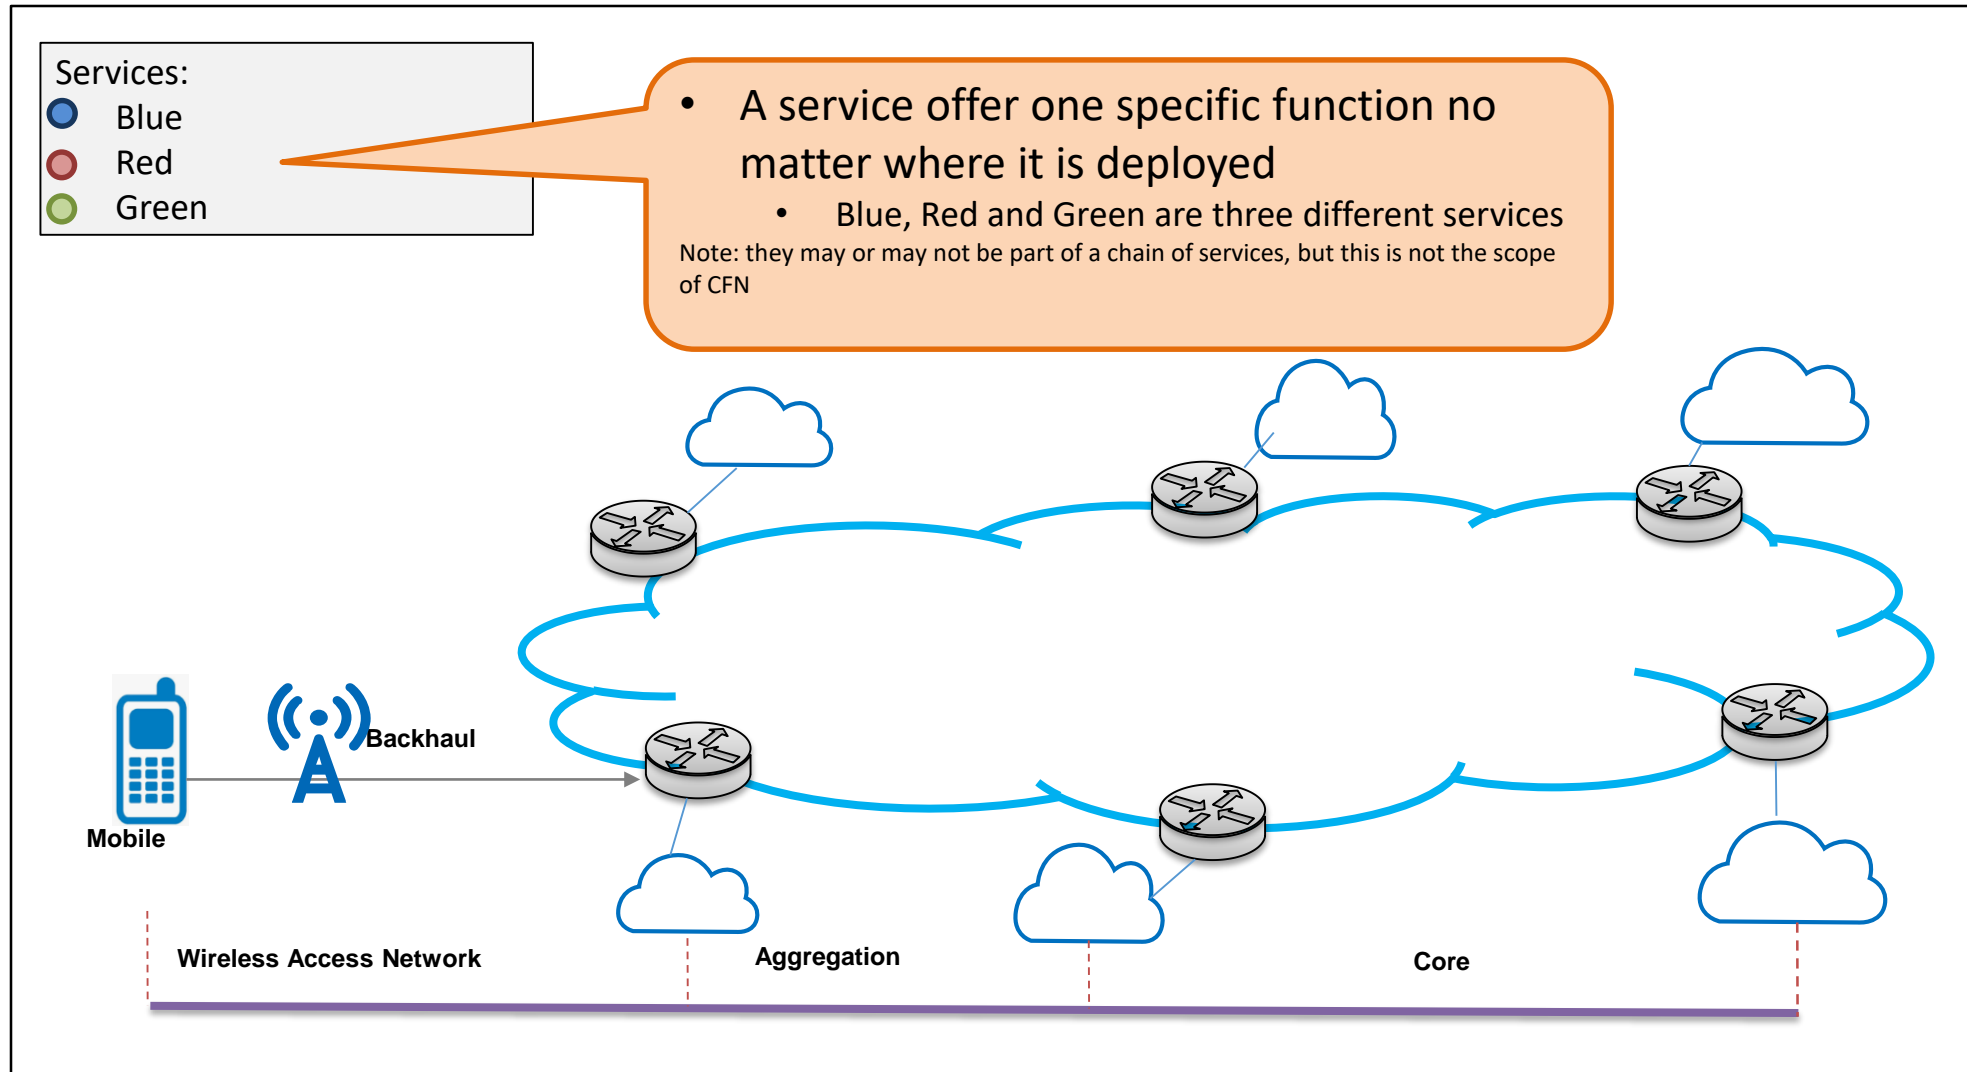 Services:
Blue
Red
Green
• A service offer one specific function no
matter where it is deployed
• Blue, Red and Green are three different services
Note: they may or may not be part of a chain of services, but this is not the scope
of CFN
Backhaul
Mobile
Wireless Access Network
Aggregation
Core